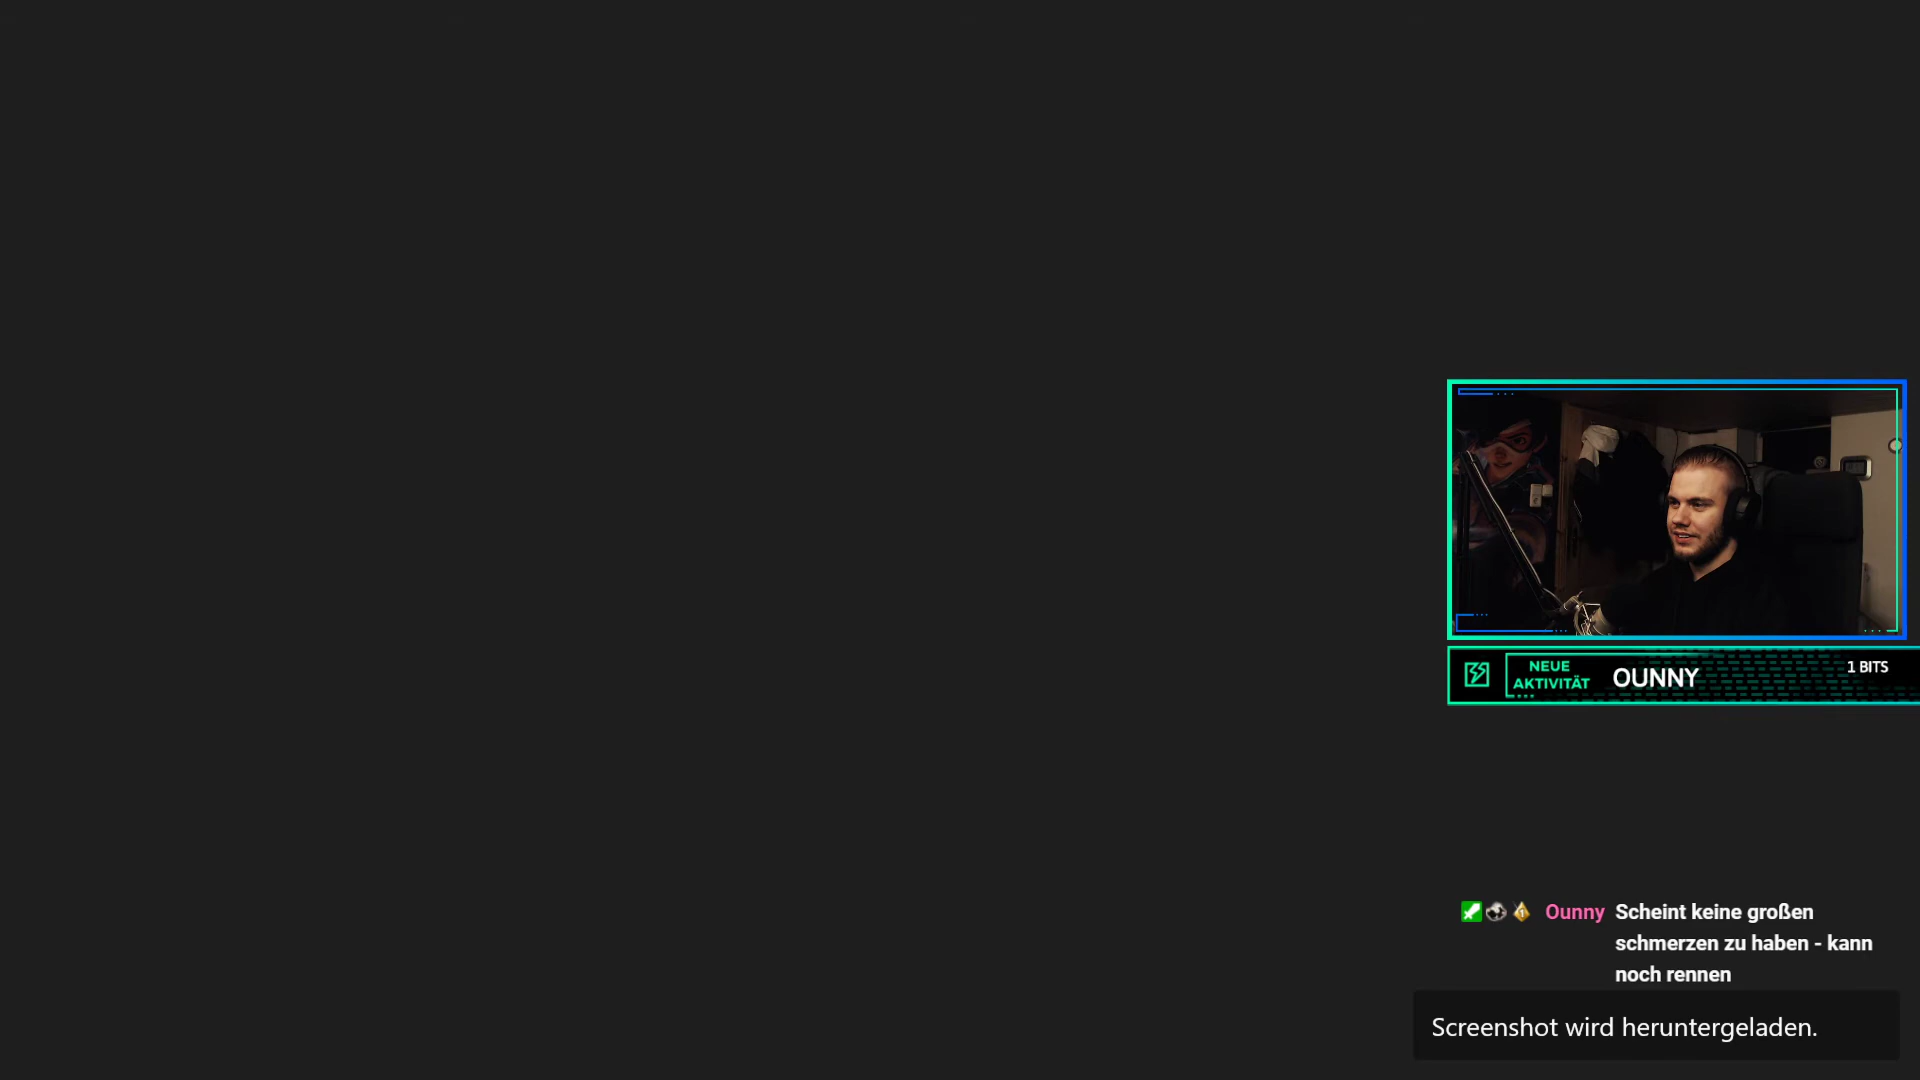 NEUE
AKTIVITÄT
OUNNY
1 BITS
Ounny Scheint keine großen
schmerzen zu haben - kann
noch rennen
Screenshot wird heruntergeladen.